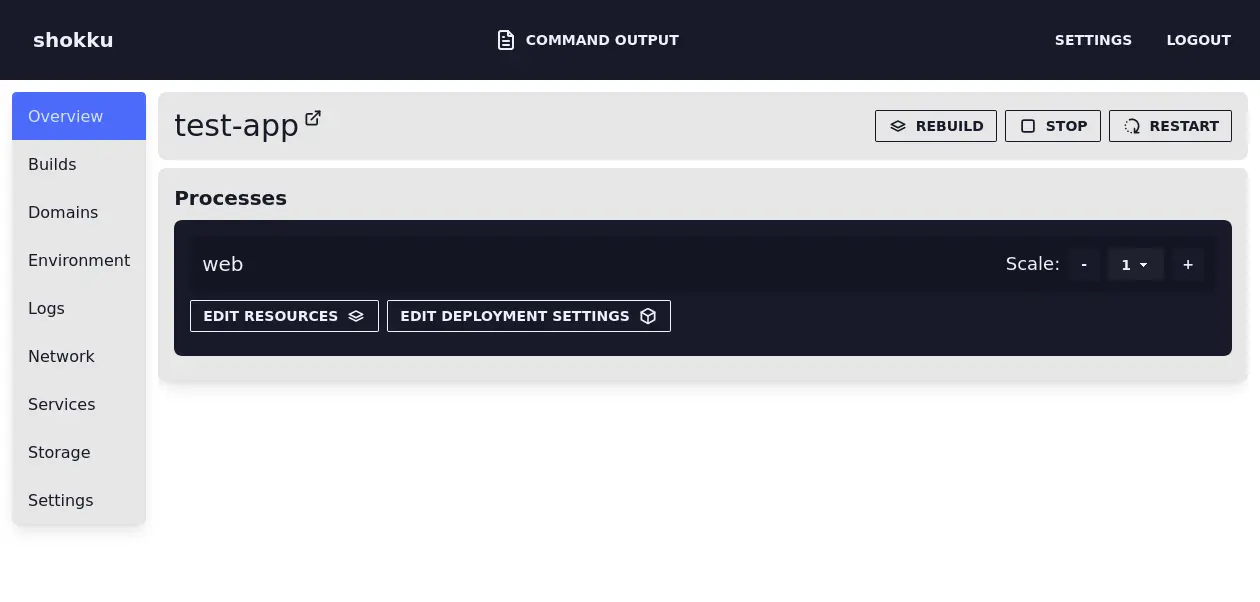 shokku
COMMAND OUTPUT
SETTINGS
LOGOUT
Overview
Builds
Domains
Environment
Logs
Network
Services
Storage
Settings
test-app
REBUILD
STOP
RESTART
Processes
web
Scale: - 1 +
EDIT RESOURCES
EDIT DEPLOYMENT SETTINGS